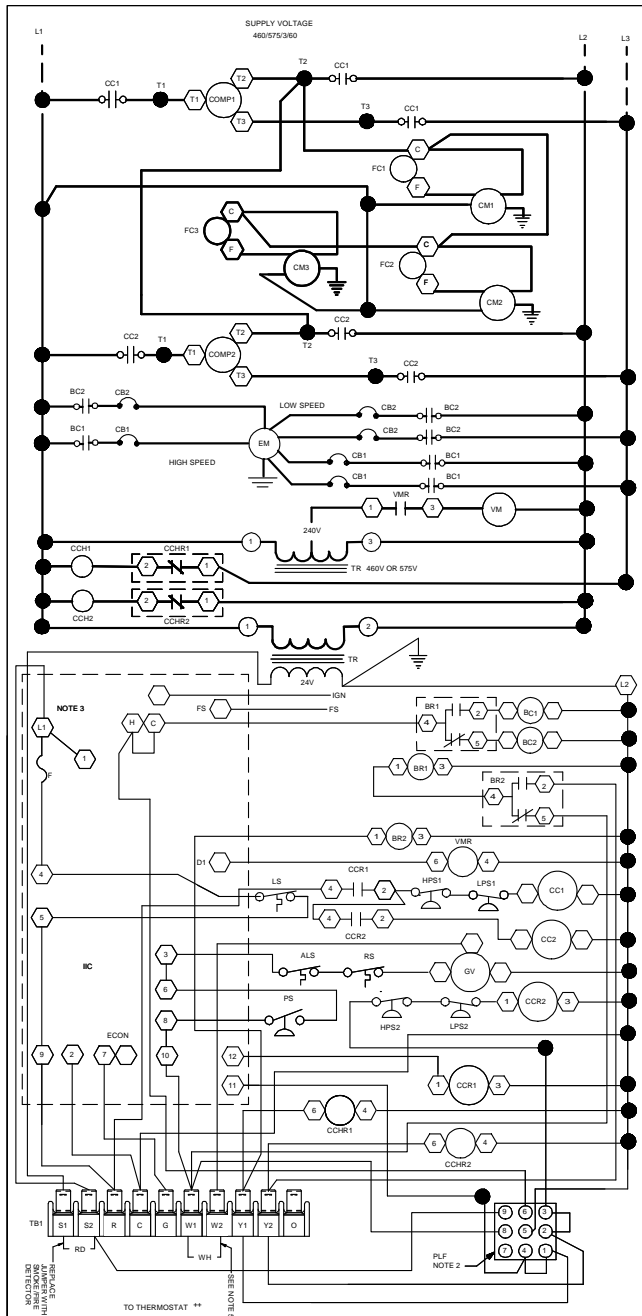 SUPPLY VOLTAGE
460/575/3/60
L1
L2
L3
CC1
T1
T1
COMP1
T2
T2
CC1
T3
T3
CC1
C
FC1
F
CM1
C
FC3
F
CM3
C
FC2
F
CM2
CC2
T1
T1
COMP2
T2
T2
CC2
T3
T3
CC2
BC2
CB2
LOW SPEED
CB2
BC2
CB2
BC2
BC1
CB1
EM
HIGH SPEED
CB1
BC1
CB1
BC1
VMR
1
3
VM
240V
1
3
TR 460V OR 575V
CCH1
CCHR1
2
1
CCH2
2
1
CCHR2
1
2
TR
24V
L2
NOTE 3
IGN
FS
FS
L1
H
C
1
F
BR1
4
2
BC1
5
BC2
1
BR1
3
BR2
4
2
5
1
BR2
3
D1
VMR
6
4
4
LS
CCR1
4
2
HPS1
LPS1
CC1
5
4
2
CCR2
CC2
IIC
3
ALS
RS
GV
6
PS
8
HPS2
LPS2
1
CCR2
3
ECON
9
2
7
10
12
11
1
CCR1
3
6
4
CCHR1
6
4
CCHR2
TB1
S1
S2
R
C
G
W1
W2
Y1
Y2
O
RD
WH
REPLACE
JUMPER WITH
SMOKE/FIRE
DETECTOR
SEE NOTE 5
TO THERMOSTAT ++
9
6
3
8
5
2
7
4
1
PLF
NOTE 2